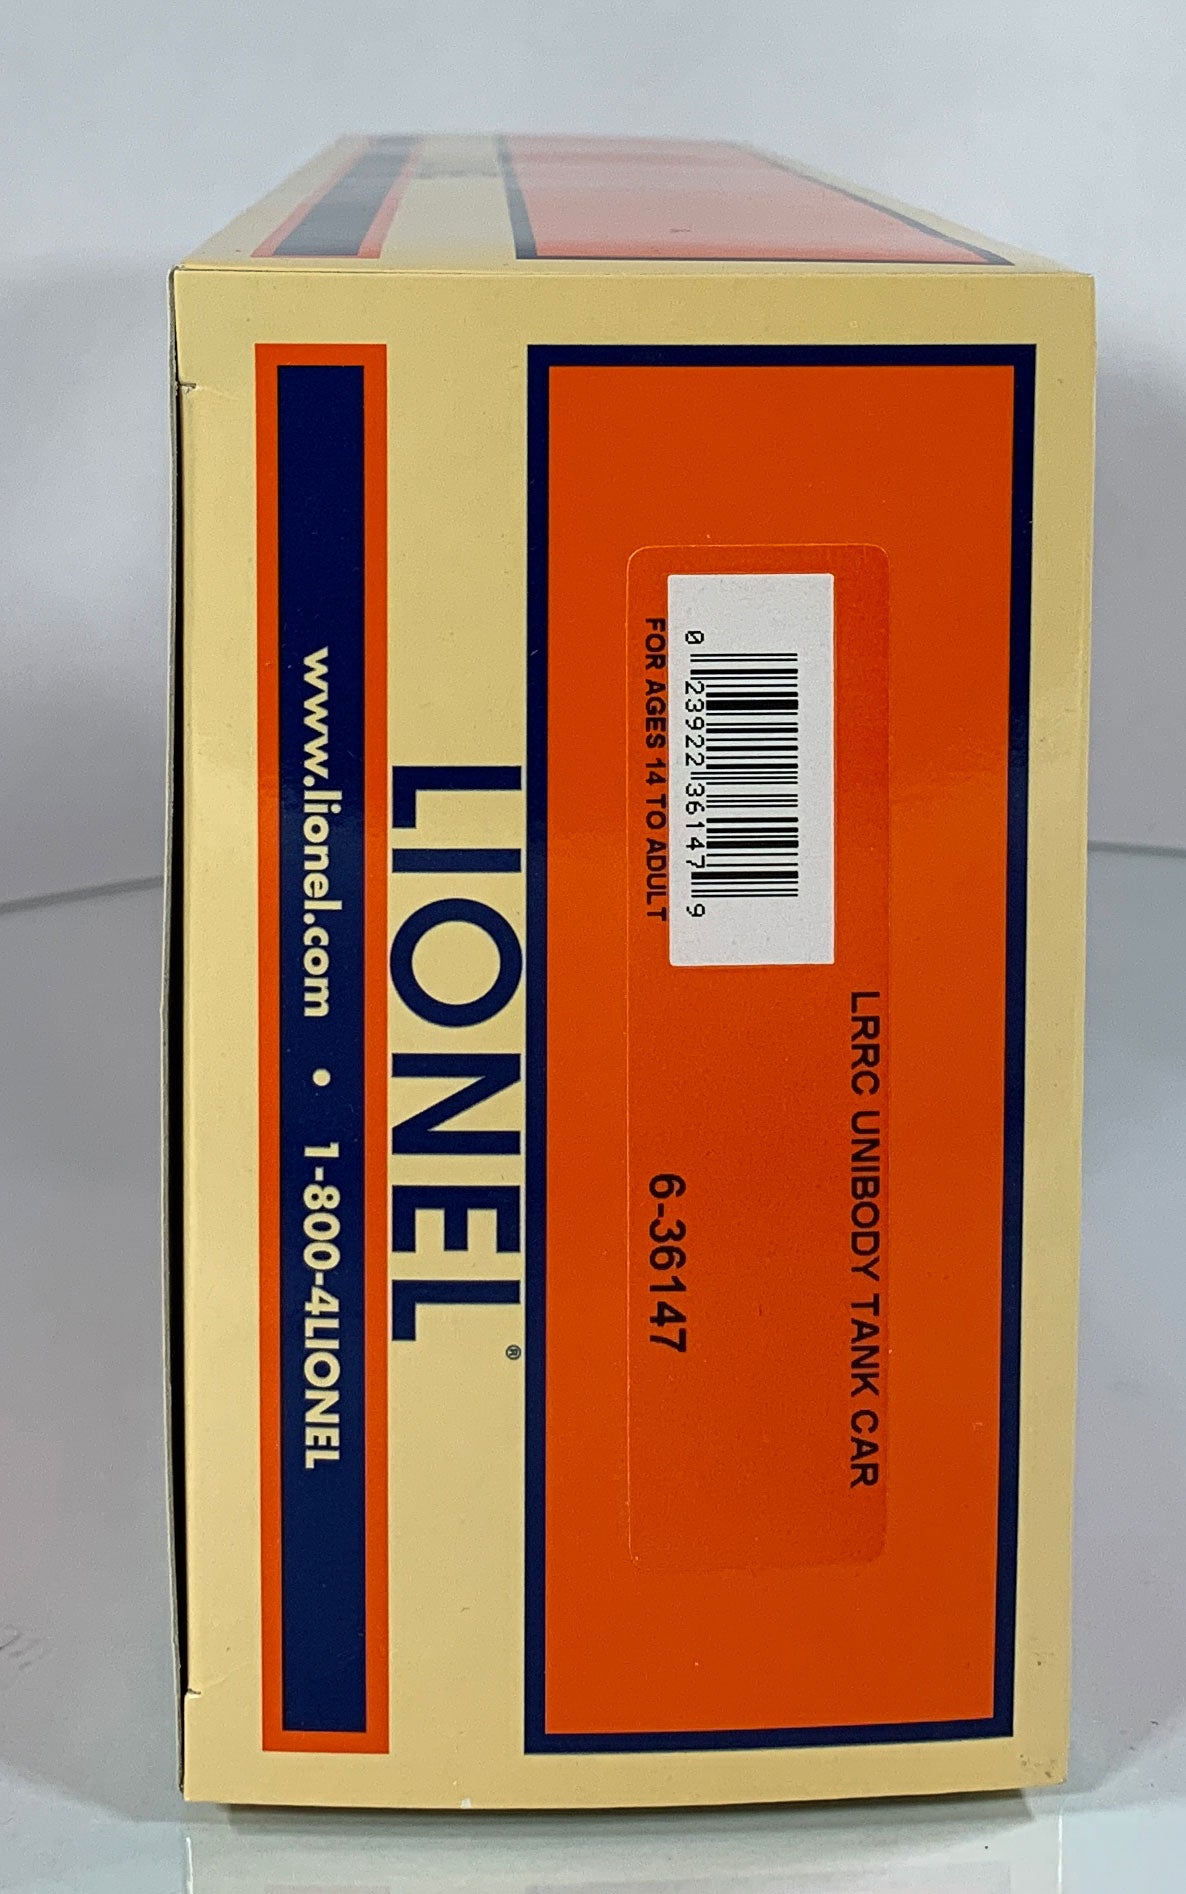 LRRC UNIBODY TANK CAR
0 23922 36147 9
FOR AGES 14 TO ADULT
6-36147
LIONEL®
www.lionel.com • 1-800-4LIONEL